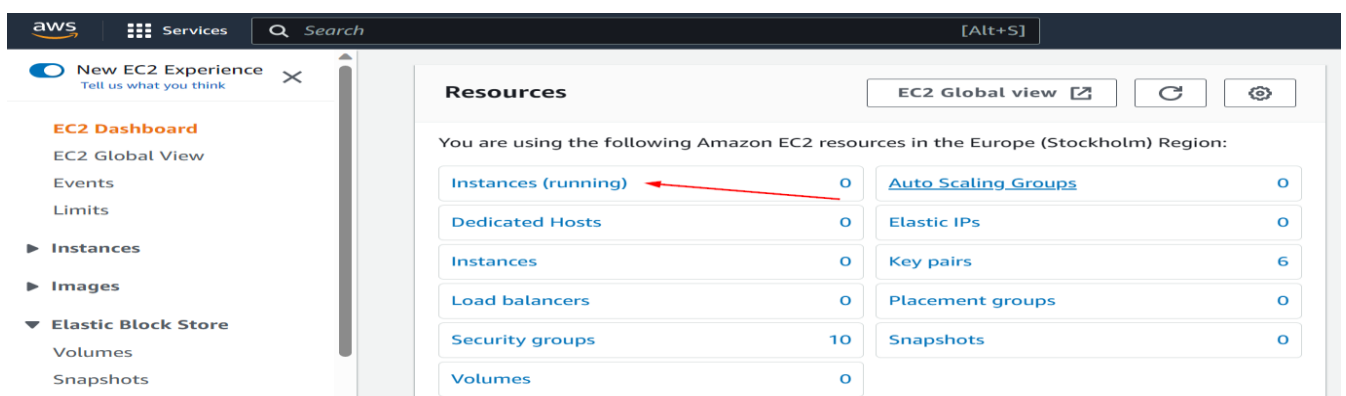 aws Services Search [Alt+S]
New EC2 Experience
Tell us what you think
EC2 Dashboard
EC2 Global View
Events
Limits
Instances
Images
Elastic Block Store
Volumes
Snapshots
Resources
EC2 Global view
You are using the following Amazon EC2 resources in the Europe (Stockholm) Region:
Instances (running) 0 Auto Scaling Groups 0
Dedicated Hosts 0 Elastic IPs 0
Instances 0 Key pairs 6
Load balancers 0 Placement groups 0
Security groups 10 Snapshots 0
Volumes 0